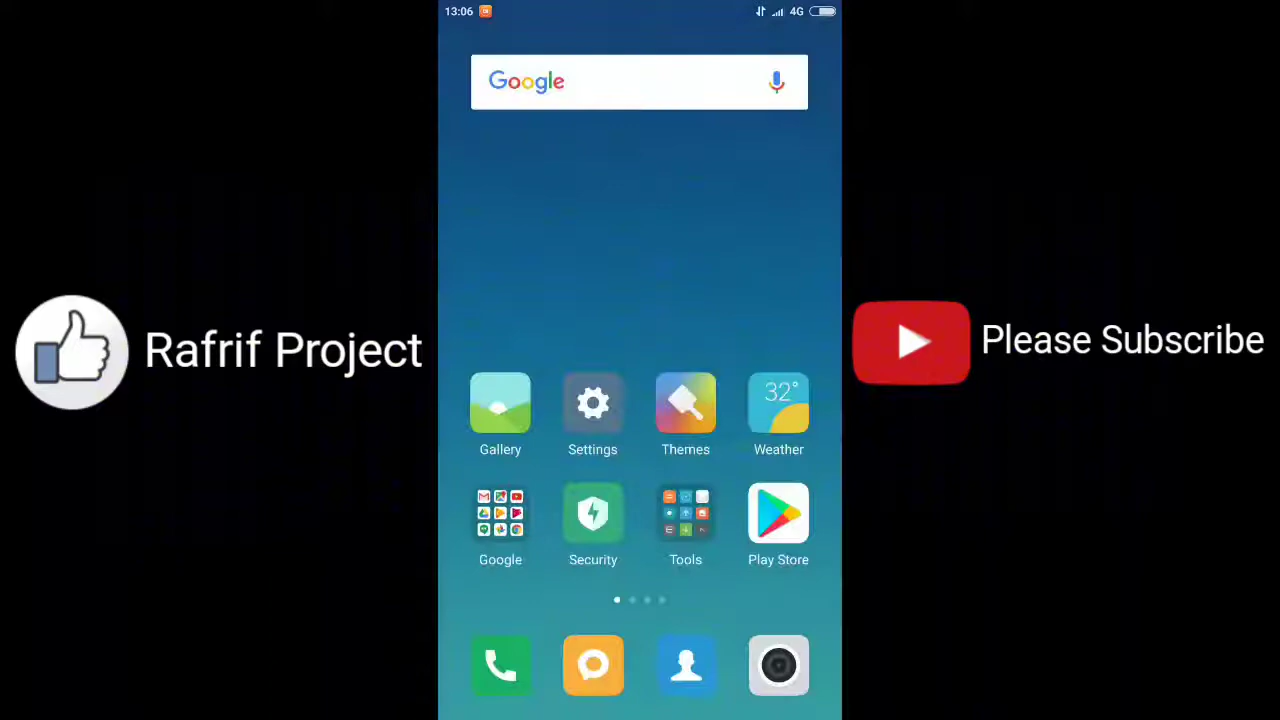 13:06
4G
Google
Rafrif Project
Please Subscribe
32°
Gallery
Settings
Themes
Weather
Google
Security
Tools
Play Store